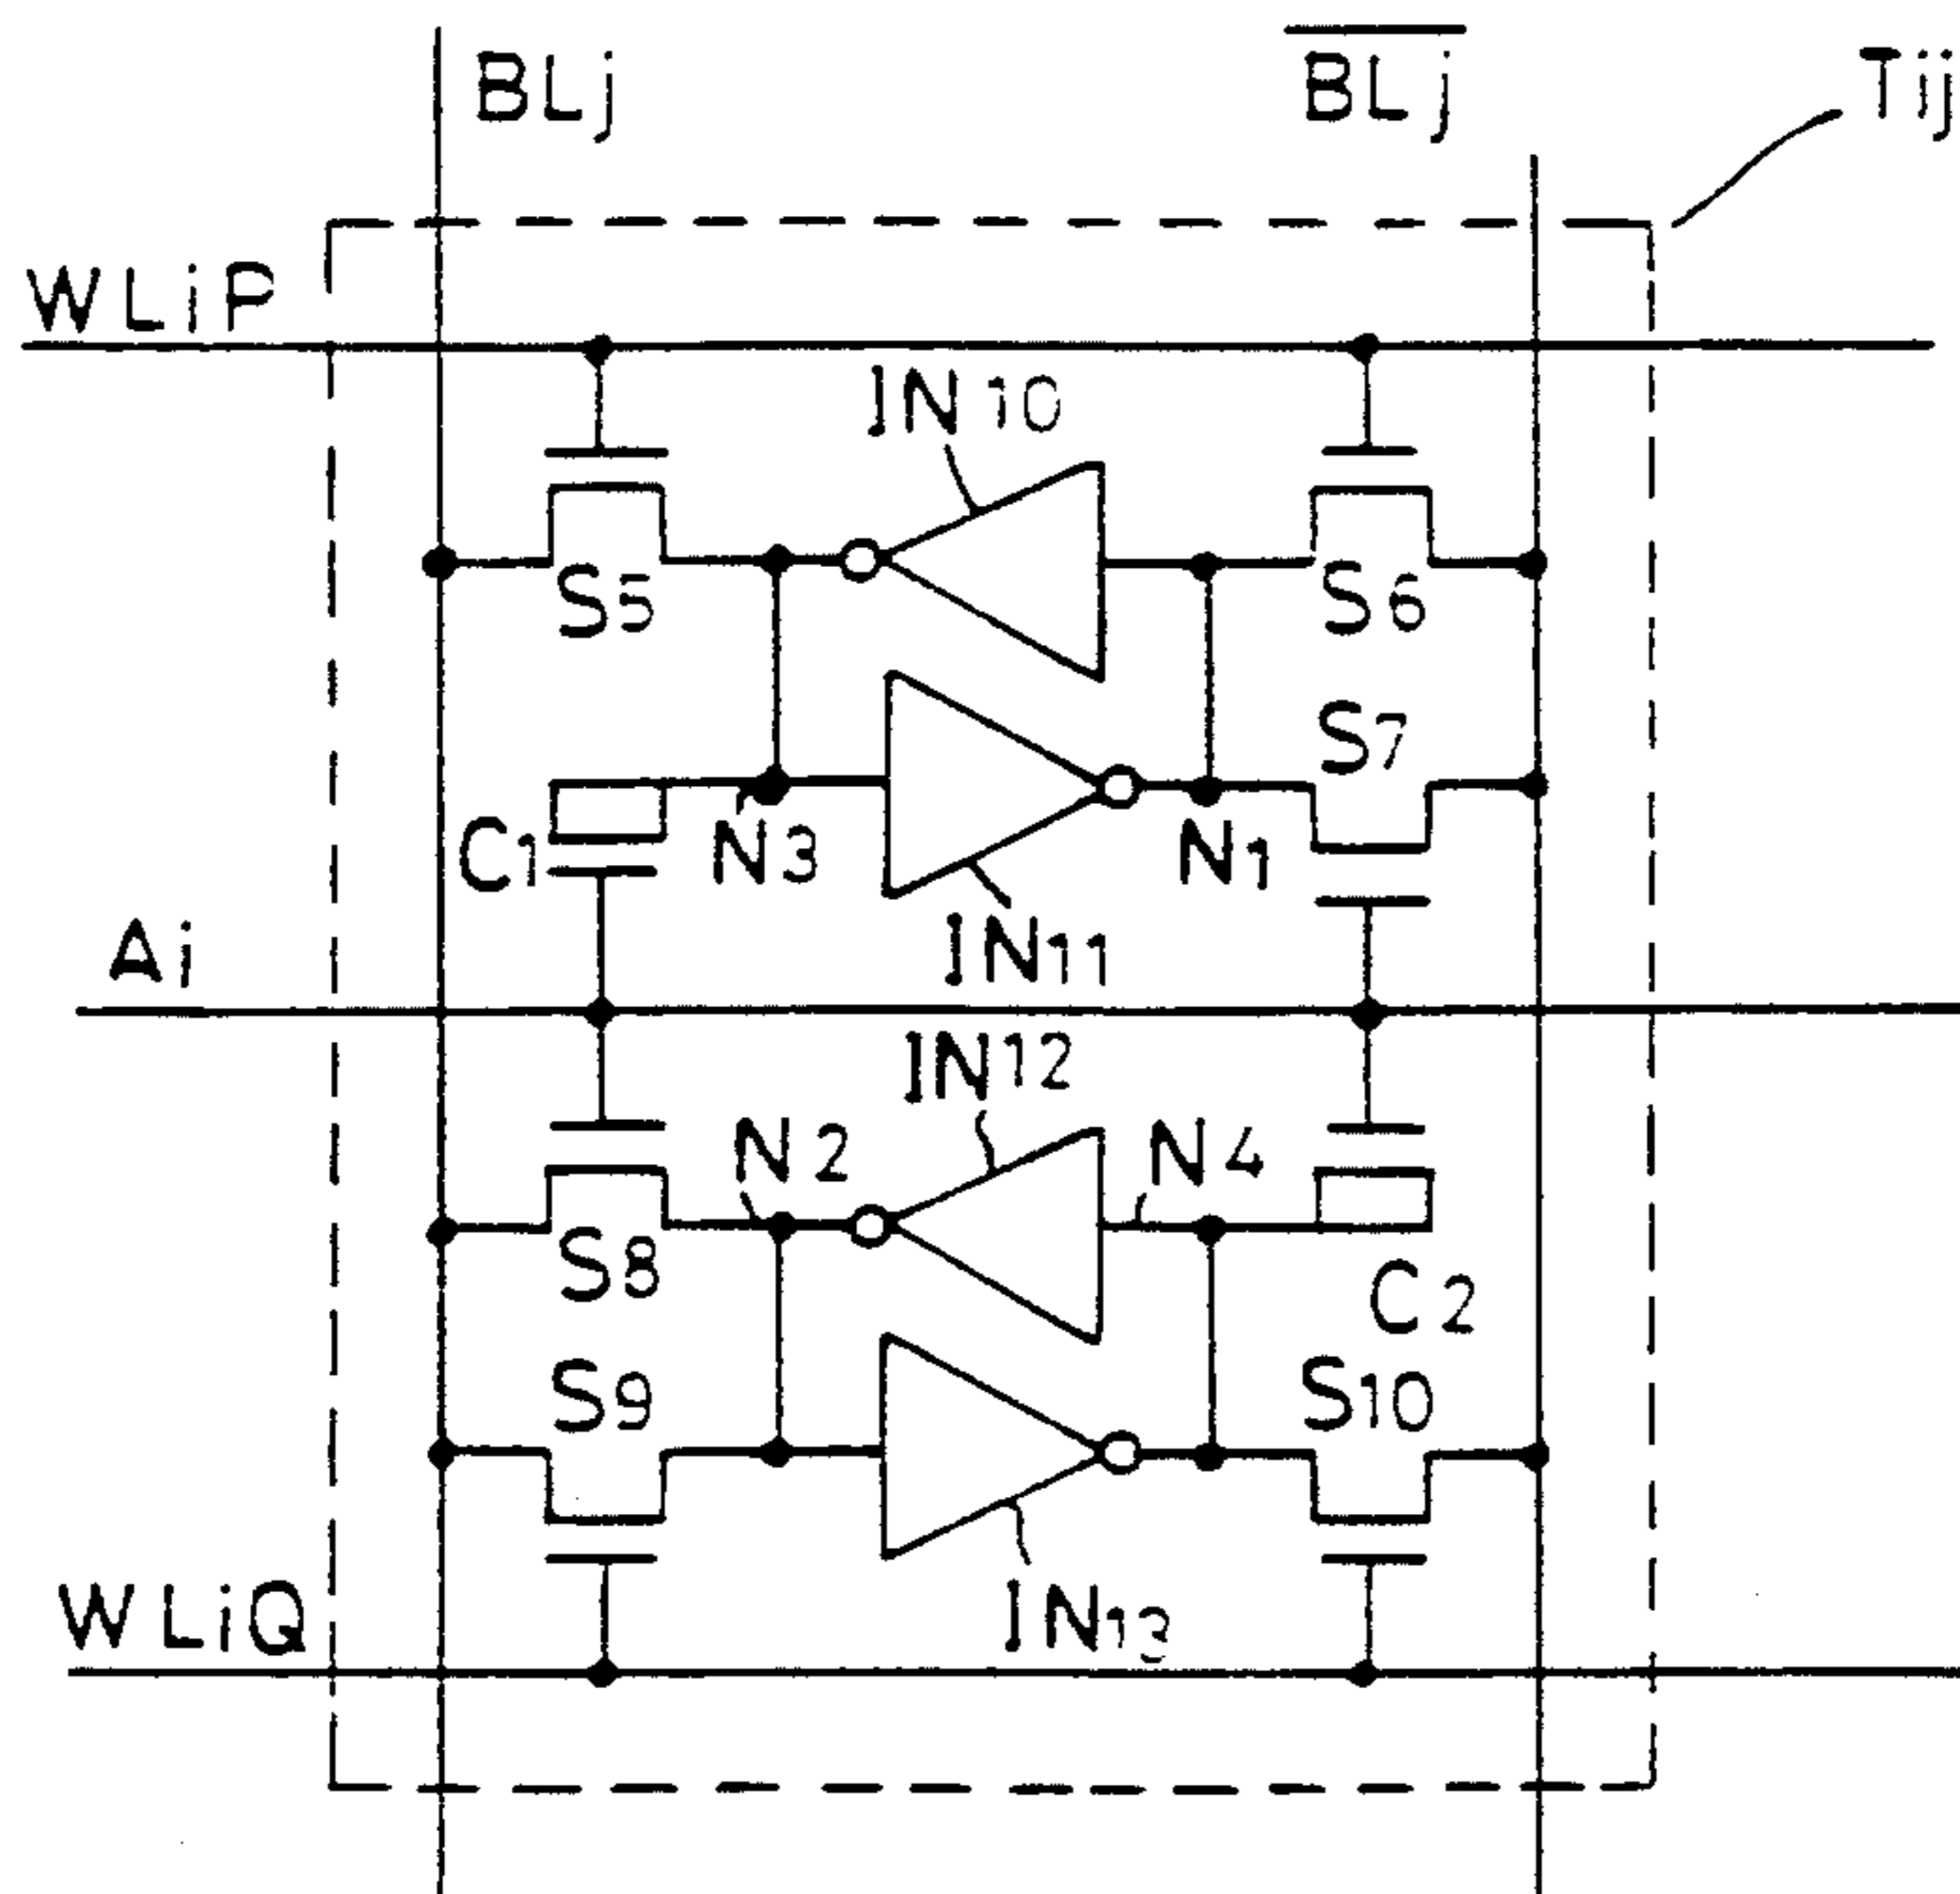 BLj
B̅L̅j̅
Tij
WLiP
IN10
S5
S6
S7
C1
N3
N1
IN11
Ai
IN12
N2
N4
S8
C2
S9
S10
WLiQ
IN13